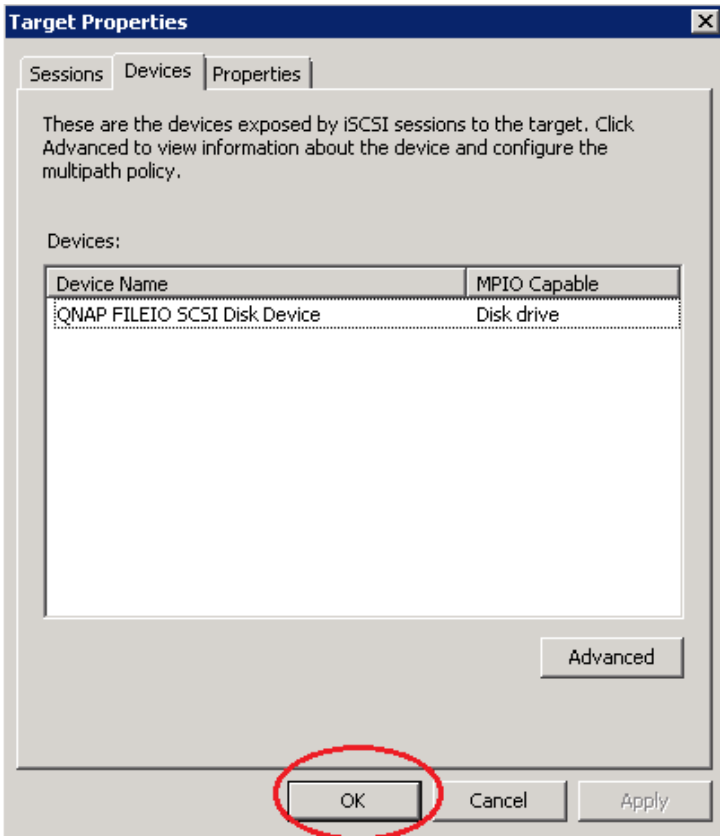 Target Properties
Sessions Devices Properties
These are the devices exposed by iSCSI sessions to the target. Click
Advanced to view information about the device and configure the
multipath policy.
Devices:
Device Name MPIO Capable
QNAP FILEIO SCSI Disk Device Disk drive
Advanced
OK Cancel Apply